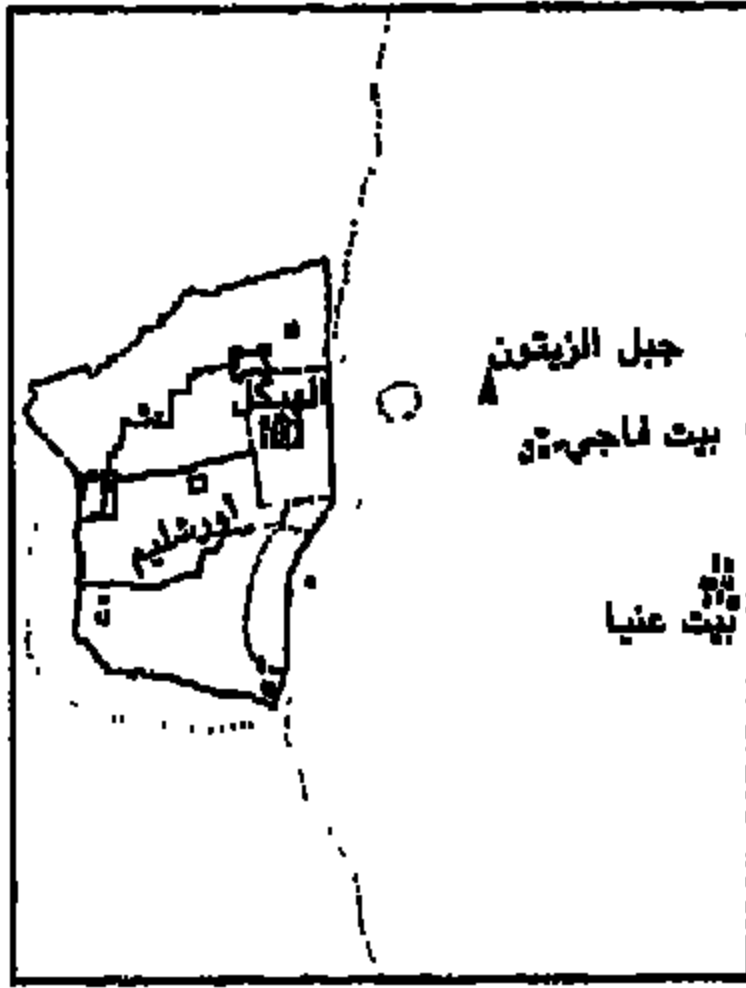 جبل الزيتون
الهيكل
بيت فاجي
أورشليم
بيت عنيا